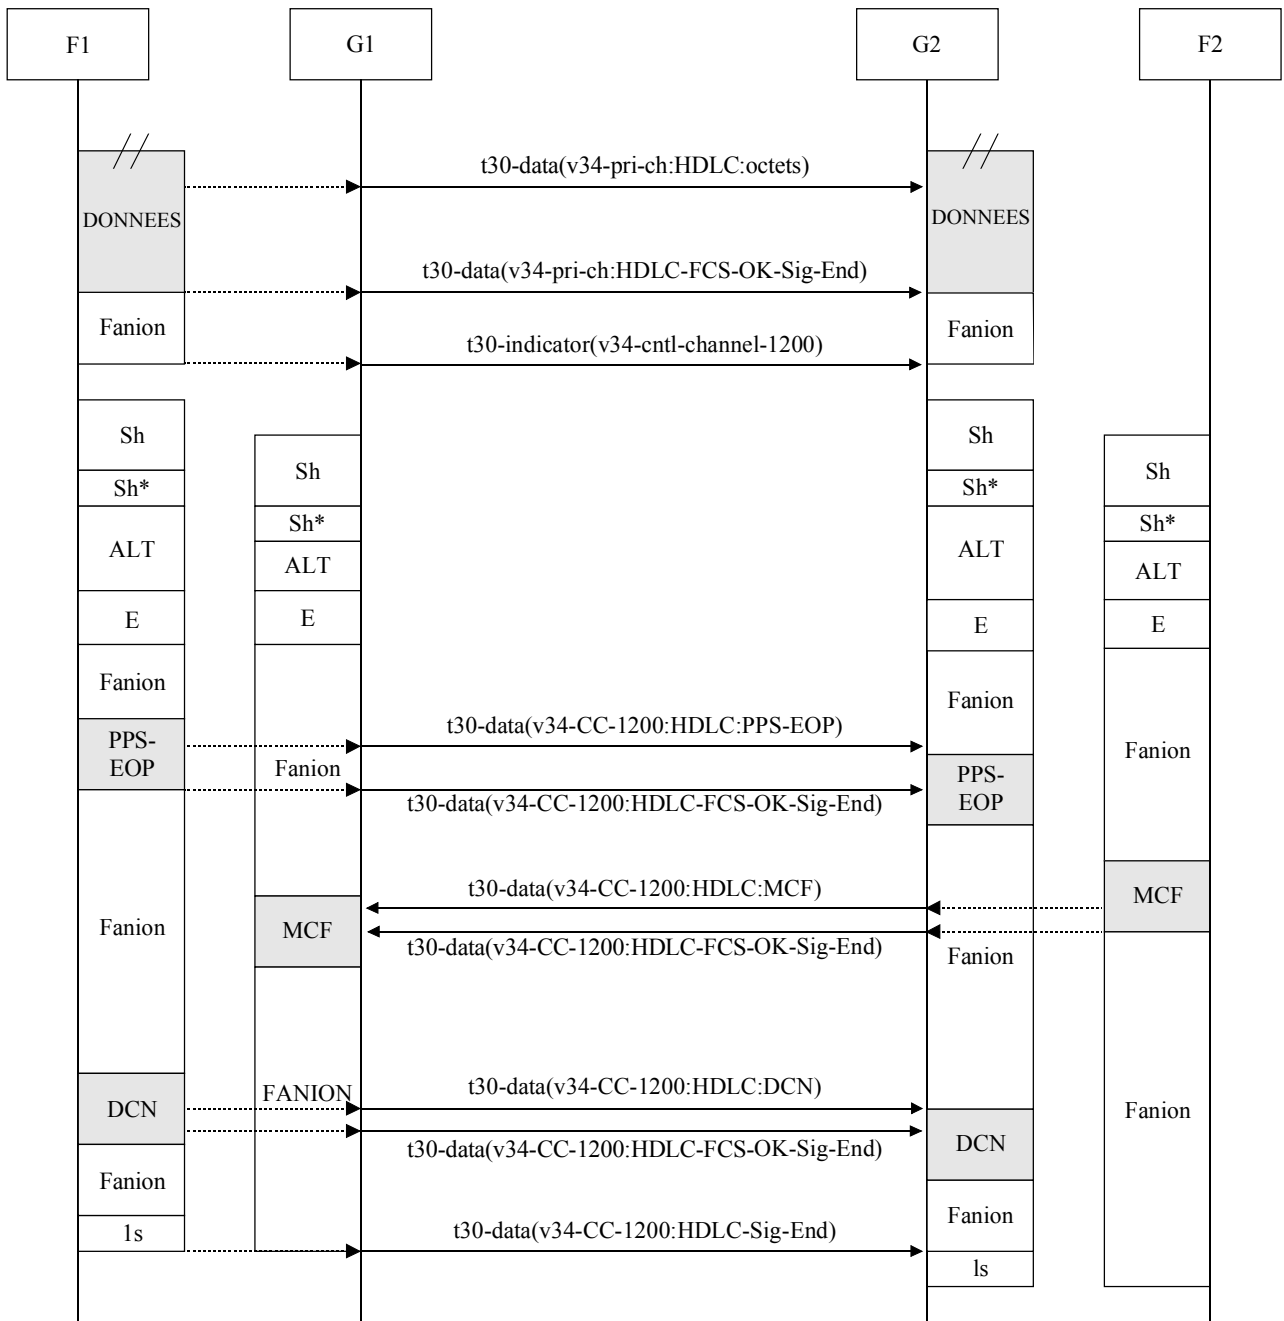 F1
G1
G2
F2
t30-data(v34-pri-ch:HDLC:octets)
DONNEES
DONNEES
t30-data(v34-pri-ch:HDLC-FCS-OK-Sig-End)
Fanion
Fanion
t30-indicator(v34-cntl-channel-1200)
Sh
Sh
Sh
Sh
Sh*
Sh*
Sh*
Sh*
ALT
ALT
ALT
ALT
E
E
E
E
Fanion
Fanion
t30-data(v34-CC-1200:HDLC:PPS-EOP)
PPS-
EOP
Fanion
Fanion
PPS-
EOP
t30-data(v34-CC-1200:HDLC-FCS-OK-Sig-End)
t30-data(v34-CC-1200:HDLC:MCF)
MCF
Fanion
MCF
t30-data(v34-CC-1200:HDLC-FCS-OK-Sig-End)
Fanion
t30-data(v34-CC-1200:HDLC:DCN)
FANION
DCN
Fanion
t30-data(v34-CC-1200:HDLC-FCS-OK-Sig-End)
DCN
Fanion
Fanion
1s
t30-data(v34-CC-1200:HDLC-Sig-End)
ls